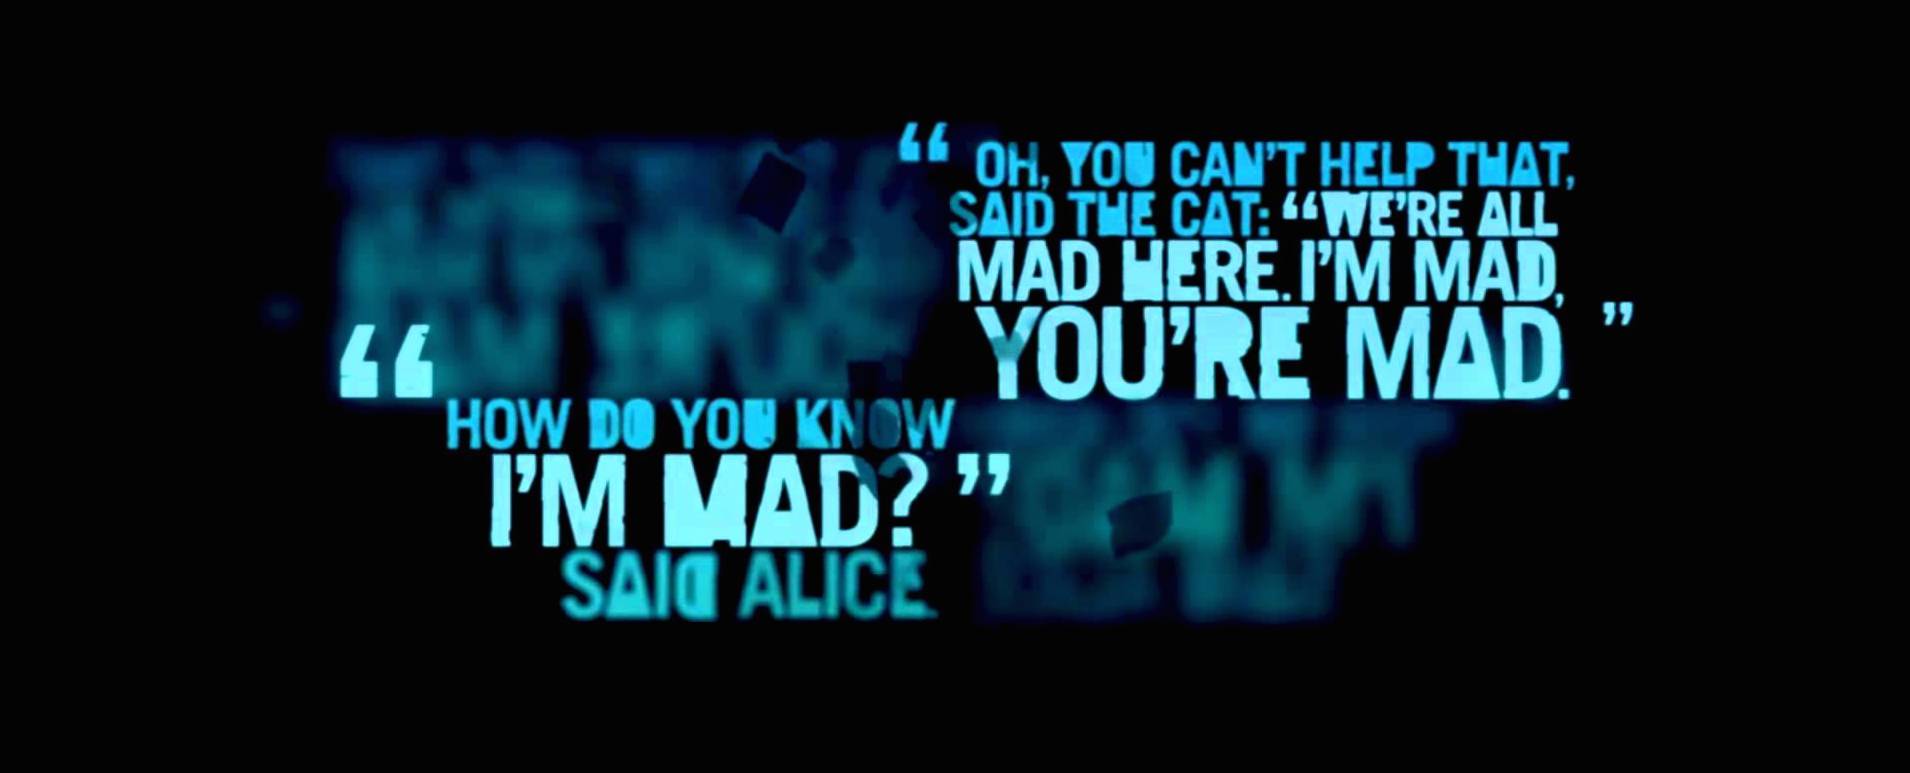 “ OH, YOU CAN’T HELP THAT,
SAID THE CAT: “WE’RE ALL
MAD HERE. I’M MAD,
YOU’RE MAD. ”
“ HOW DO YOU KNOW
I’M MAD? ”
SAID ALICE.